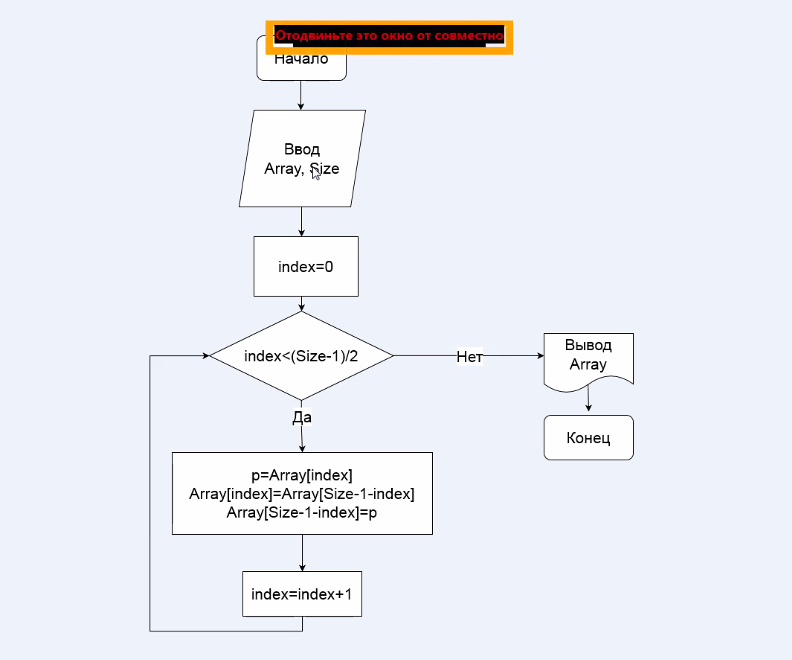 Отодвиньте это окно от совместно
Начало
Ввод
Array, Size
index=0
index<(Size-1)/2
Нет
Вывод
Array
Конец
Да
p=Array[index]
Array[index]=Array[Size-1-index]
Array[Size-1-index]=p
index=index+1